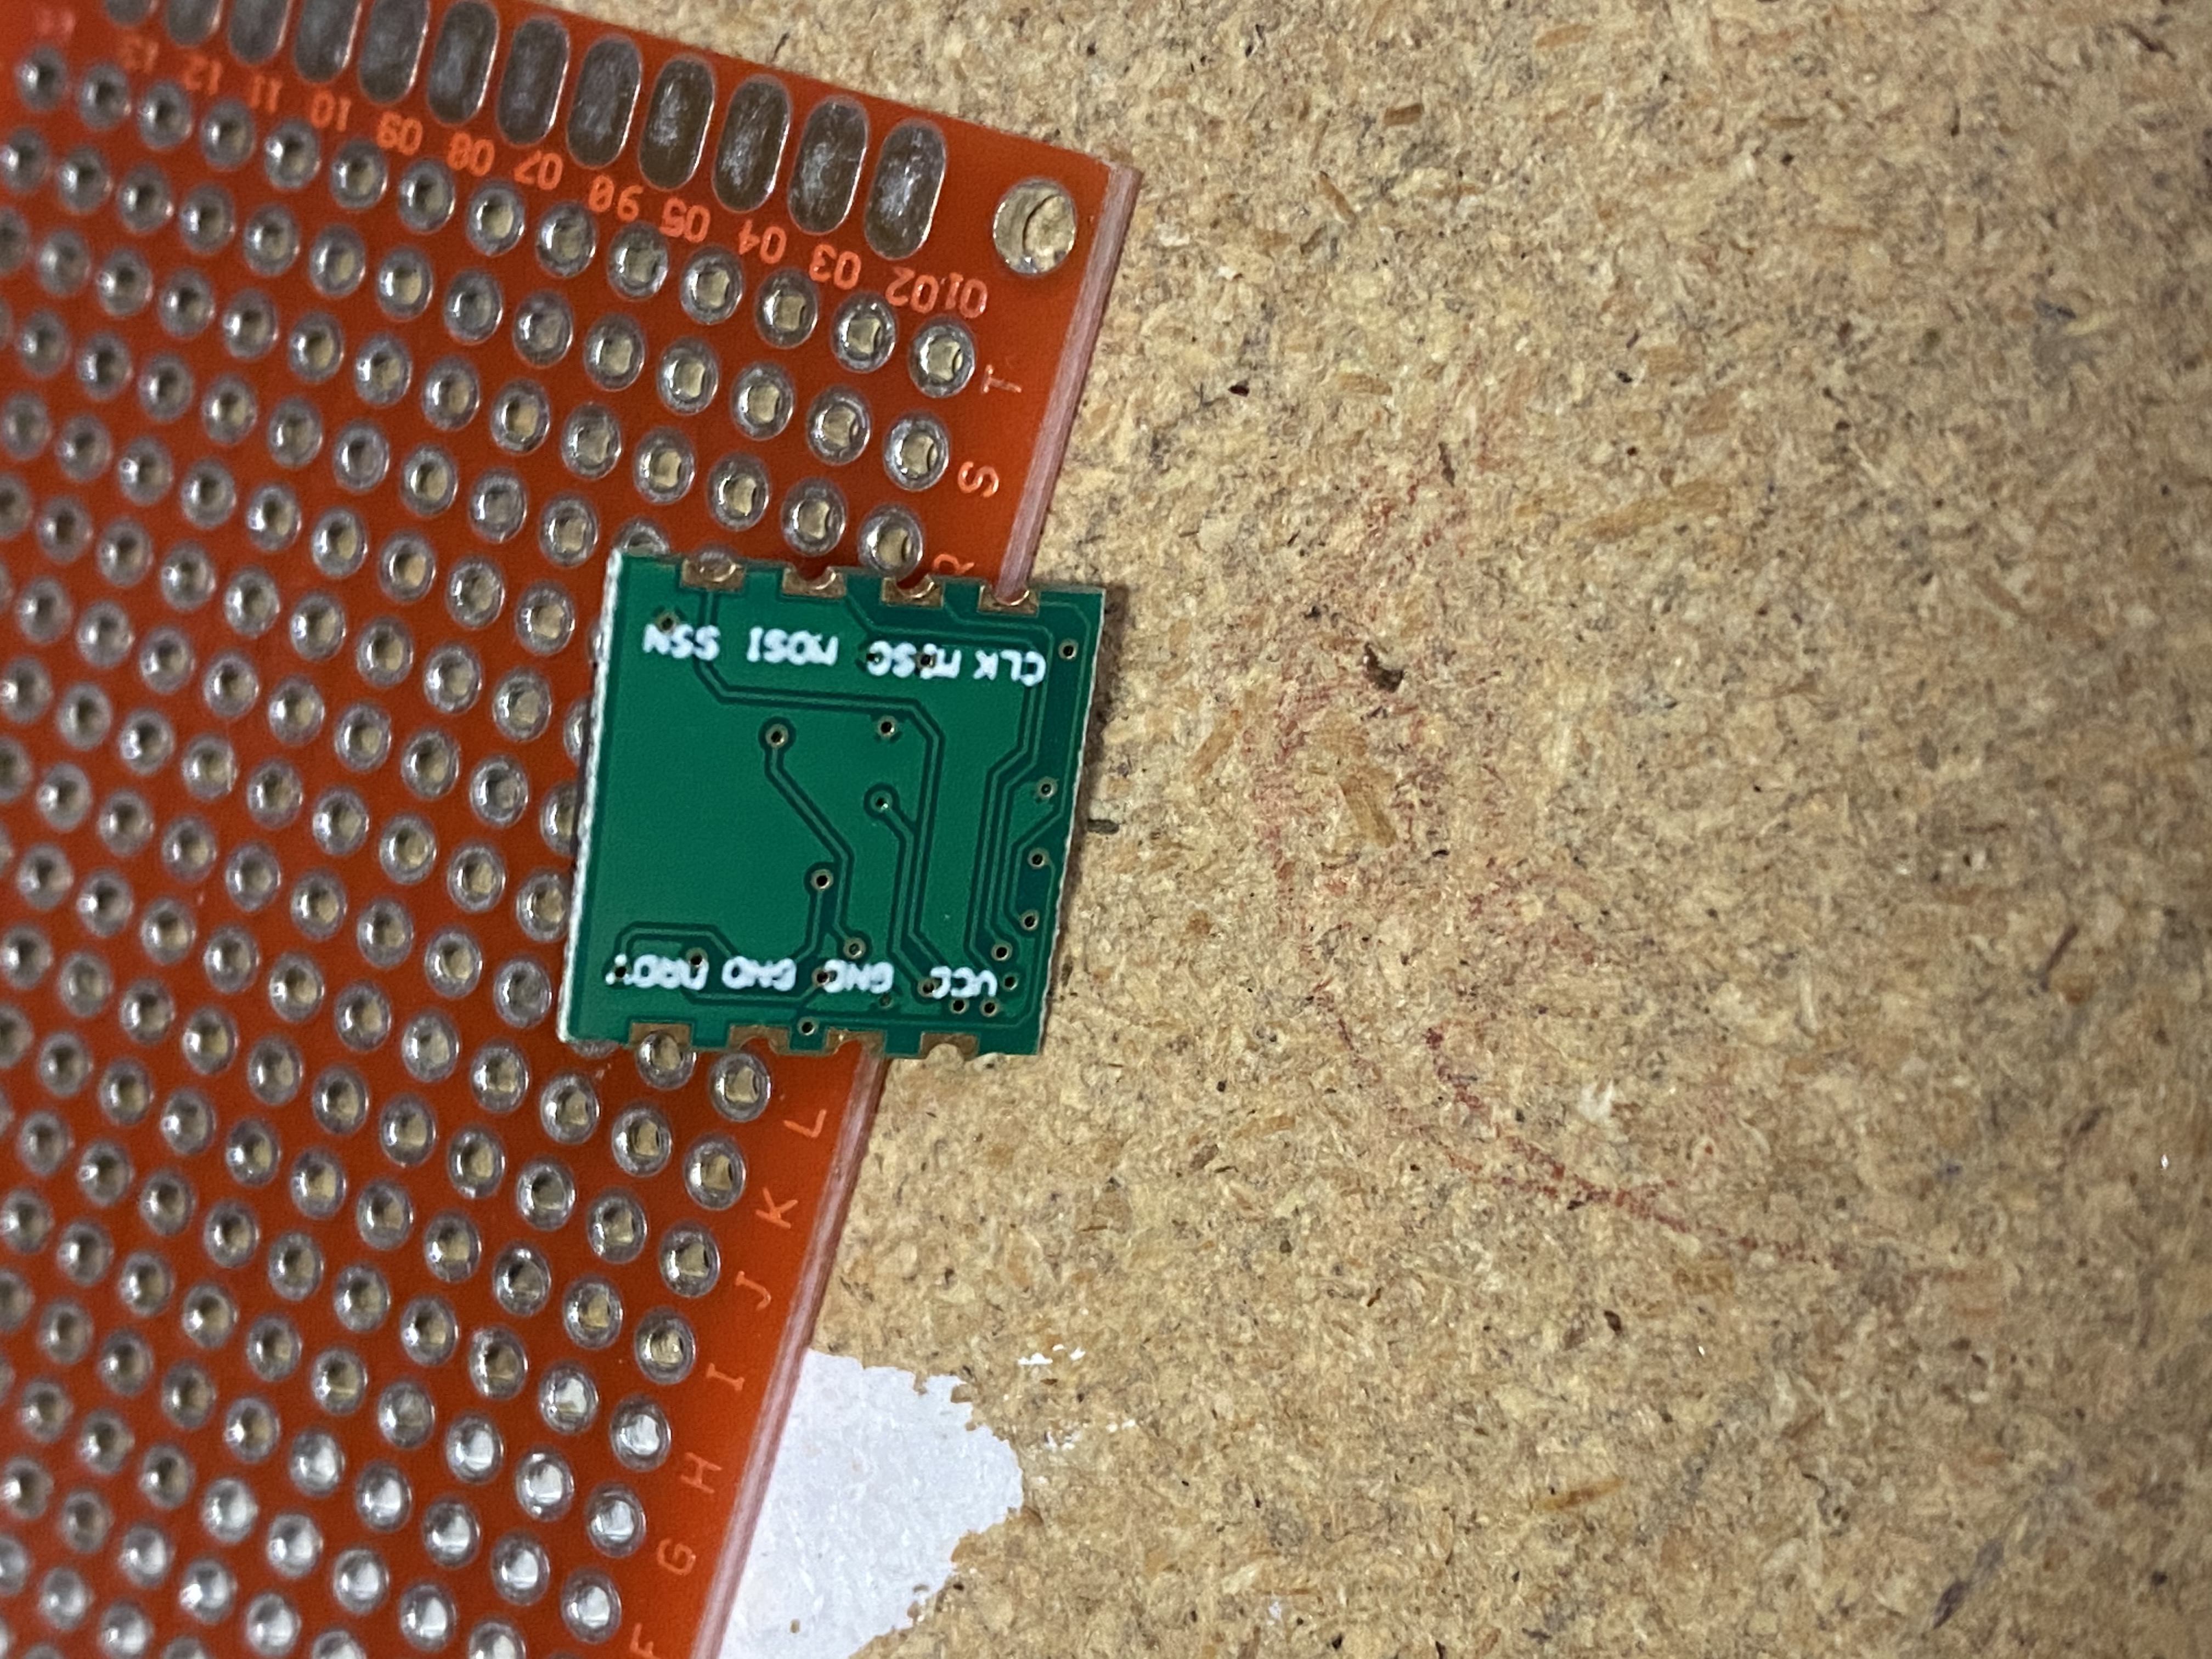 VCC GND GND NRDY
CLK MISO MOSI SSN
F G H I J K L S T
01 02 03 04 05 06 07 08 09 10 11 12 13